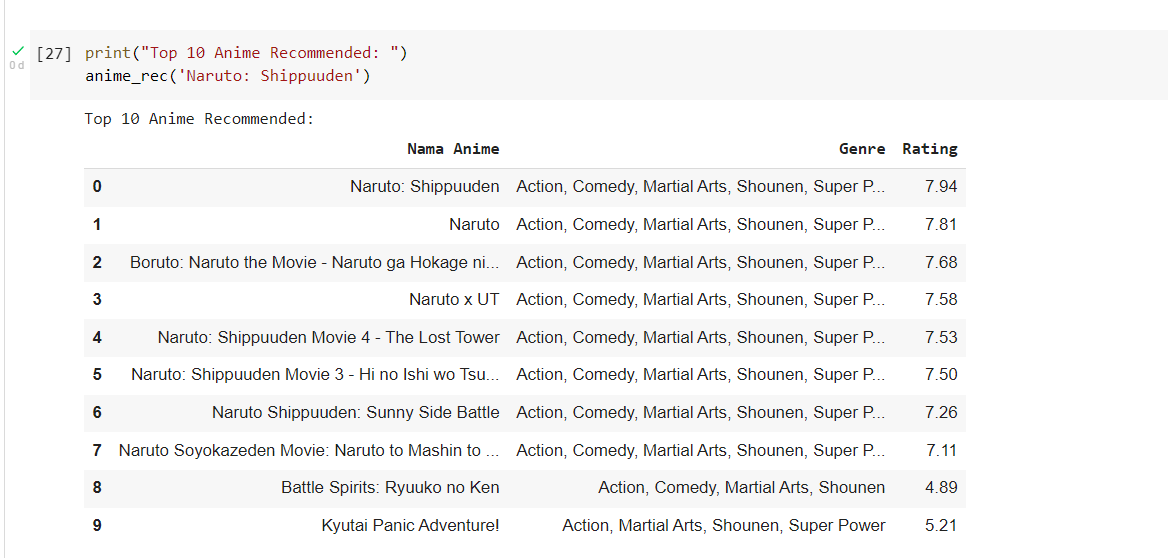 [27] print("Top 10 Anime Recommended: ")
0 d anime_rec('Naruto: Shippuuden')
Top 10 Anime Recommended:
Nama Anime Genre Rating
0 Naruto: Shippuuden Action, Comedy, Martial Arts, Shounen, Super P... 7.94
1 Naruto Action, Comedy, Martial Arts, Shounen, Super P... 7.81
2 Boruto: Naruto the Movie - Naruto ga Hokage ni... Action, Comedy, Martial Arts, Shounen, Super P... 7.68
3 Naruto x UT Action, Comedy, Martial Arts, Shounen, Super P... 7.58
4 Naruto: Shippuuden Movie 4 - The Lost Tower Action, Comedy, Martial Arts, Shounen, Super P... 7.53
5 Naruto: Shippuuden Movie 3 - Hi no Ishi wo Tsu... Action, Comedy, Martial Arts, Shounen, Super P... 7.50
6 Naruto Shippuuden: Sunny Side Battle Action, Comedy, Martial Arts, Shounen, Super P... 7.26
7 Naruto Soyokazeden Movie: Naruto to Mashin to ... Action, Comedy, Martial Arts, Shounen, Super P... 7.11
8 Battle Spirits: Ryuuko no Ken Action, Comedy, Martial Arts, Shounen 4.89
9 Kyutai Panic Adventure! Action, Martial Arts, Shounen, Super Power 5.21